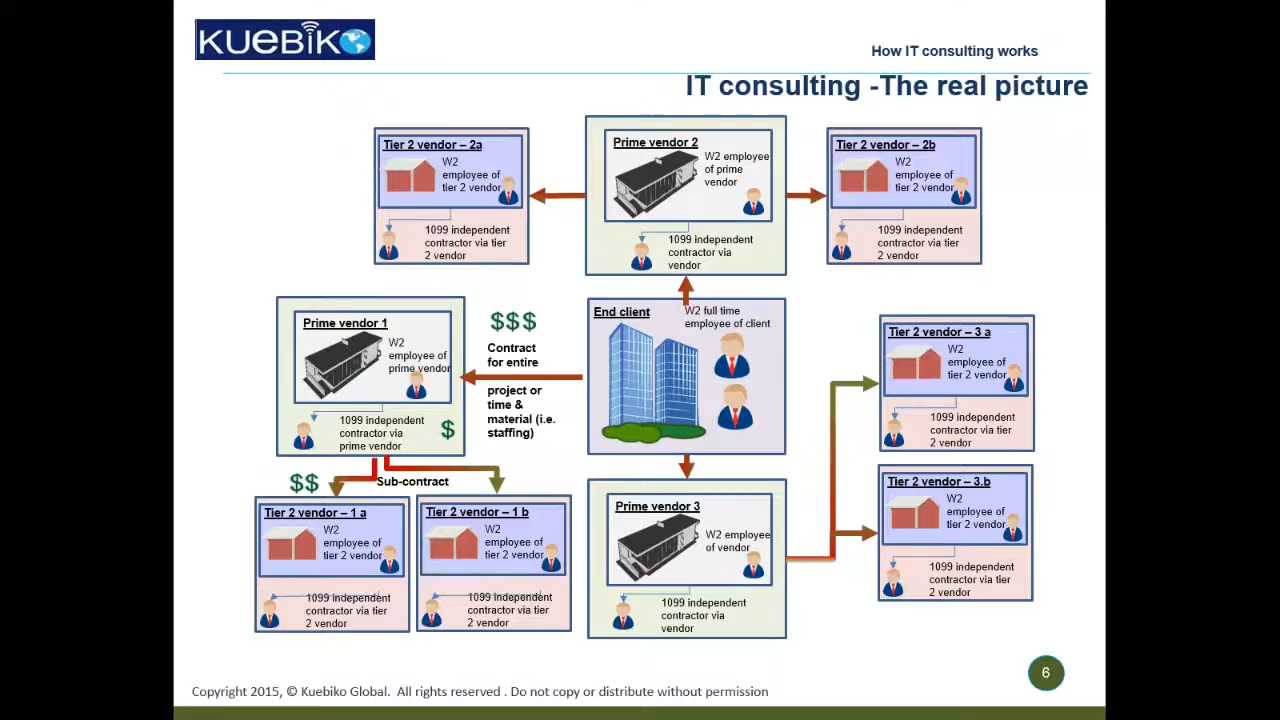 KUEBIKO
How IT consulting works
IT consulting -The real picture
Tier 2 vendor – 2a
W2
employee of
tier 2 vendor
1099 independent
contractor via tier
2 vendor
Prime vendor 2
W2 employee
of prime
vendor
1099 independent
contractor via
vendor
Tier 2 vendor – 2b
W2
employee of
tier 2 vendor
1099 independent
contractor via tier
2 vendor
Prime vendor 1
W2
employee of
prime vendor
1099 independent
contractor via
prime vendor
$
$$$
Contract
for entire
project or
time &
material (i.e.
staffing)
End client
W2 full time
employee of client
Tier 2 vendor – 3 a
W2
employee of
tier 2 vendor
1099 independent
contractor via tier
2 vendor
$$
Sub-contract
Tier 2 vendor – 1 a
W2
employee of
tier 2 vendor
1099 independent
contractor via tier
2 vendor
Tier 2 vendor – 1 b
W2
employee of
tier 2 vendor
1099 independent
contractor via tier
2 vendor
Prime vendor 3
W2 employee
of vendor
1099 independent
contractor via
vendor
Tier 2 vendor – 3.b
W2
employee of
tier 2 vendor
1099 independent
contractor via tier
2 vendor
6
Copyright 2015, © Kuebiko Global. All rights reserved . Do not copy or distribute without permission